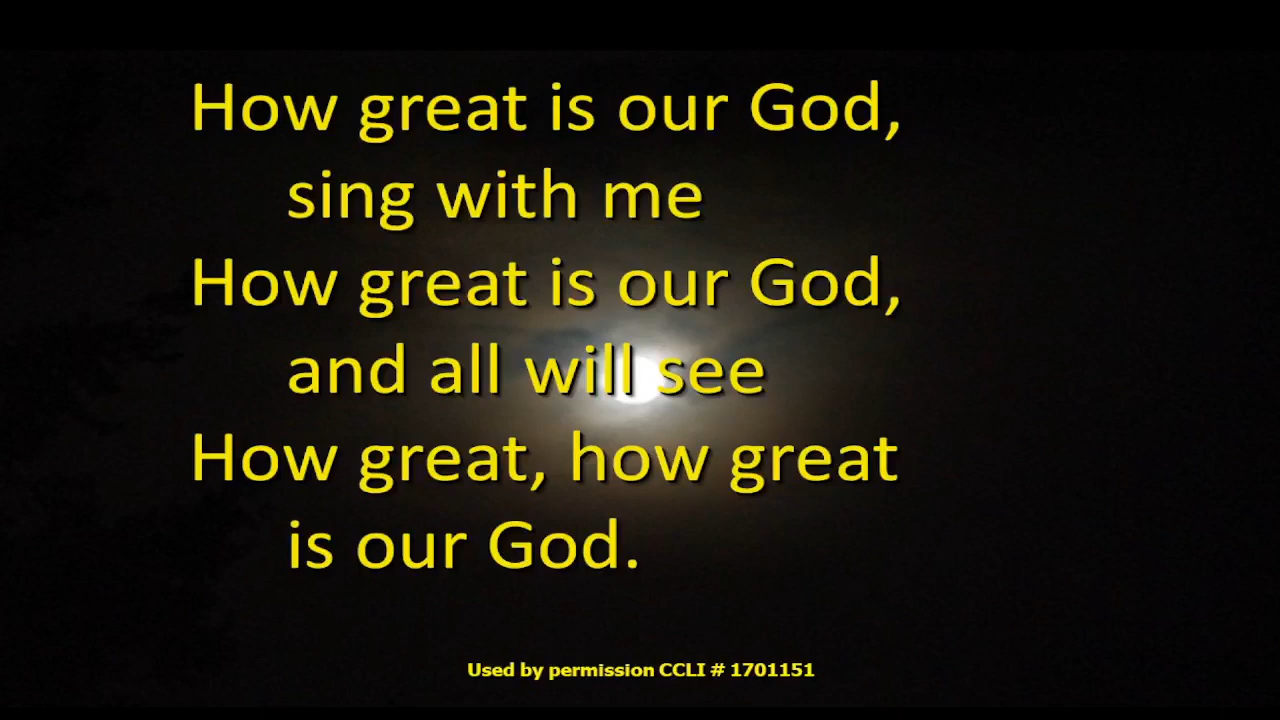 How great is our God,
sing with me
How great is our God,
and all will see
How great, how great
is our God.
Used by permission CCLI # 1701151